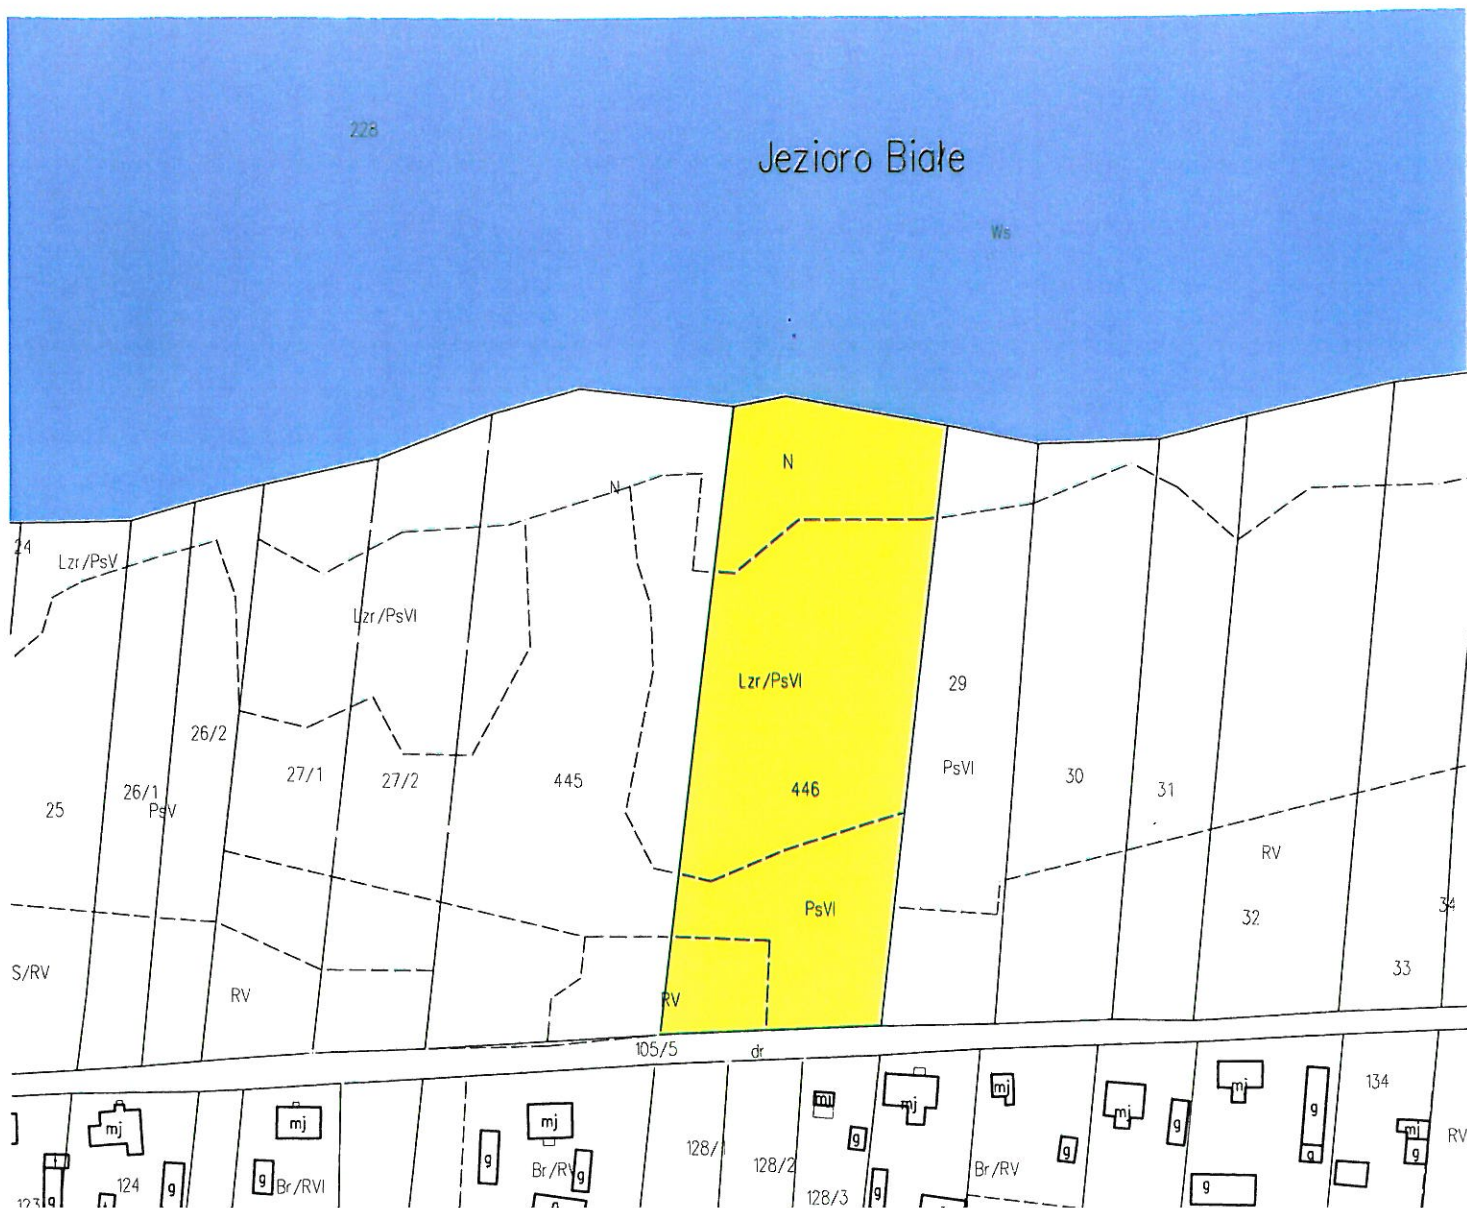 228
Jezioro Białe
Ws
N
N
24
Lzr/PsV
Lzr/PsVI
Lzr/PsVI
29
26/2
PsVI
27/1
27/2
445
446
30
31
26/1
PsV
25
RV
PsVI
32
34
S/RV
33
RV
RV
105/5
dr
134
mj
mj
mj
mj
mj
mj
mj
mj
g
mj
g
g
g
RV
128/1
128/2
128/3
g
g
g
Br/RV
g
g
g
g
Br/RV
g
124
g
Br/RVI
t
g
123
g